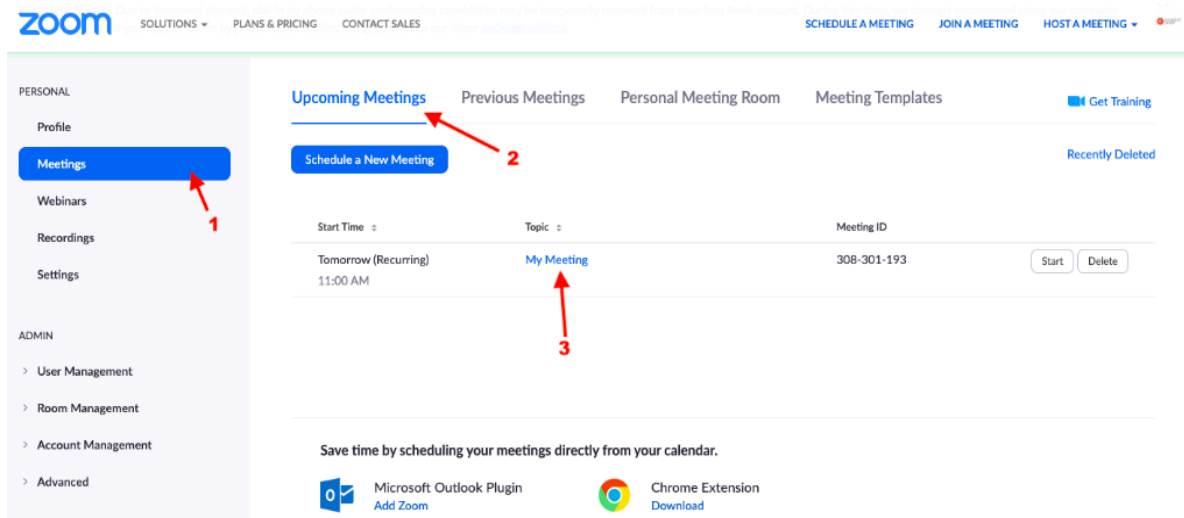 zoom SOLUTIONS PLANS & PRICING CONTACT SALES SCHEDULE A MEETING JOIN A MEETING HOST A MEETING
PERSONAL
Profile
Meetings
Webinars
Recordings
Settings
ADMIN
User Management
Room Management
Account Management
Advanced
1
Upcoming Meetings Previous Meetings Personal Meeting Room Meeting Templates Get Training
2
Schedule a New Meeting Recently Deleted
Start Time Topic Meeting ID
Tomorrow (Recurring) My Meeting 308-301-193 Start Delete
11:00 AM
3
Save time by scheduling your meetings directly from your calendar.
Microsoft Outlook Plugin Chrome Extension
Add Zoom Download